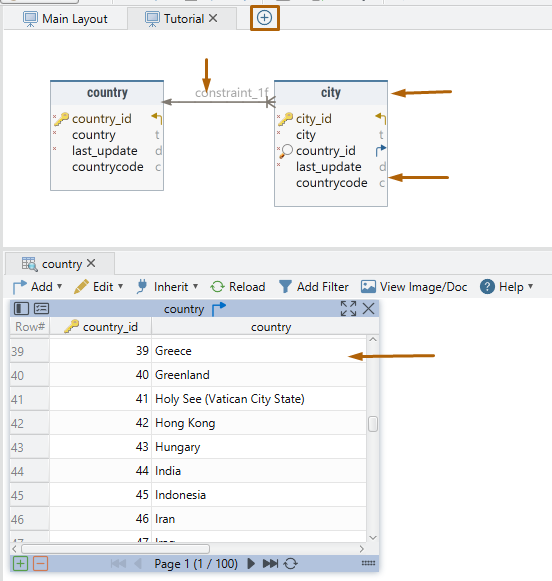 Main Layout Tutorial
country constraint_1f city
country_id city_id
country t city t
last_update d country_id
countrycode c last_update d
countrycode c
country
Add Edit Inherit Reload Add Filter View Image/Doc Help
country
Row# country_id country
39 39 Greece
40 40 Greenland
41 41 Holy See (Vatican City State)
42 42 Hong Kong
43 43 Hungary
44 44 India
45 45 Indonesia
46 46 Iran
47 47 Iraq
Page 1 (1 / 100)